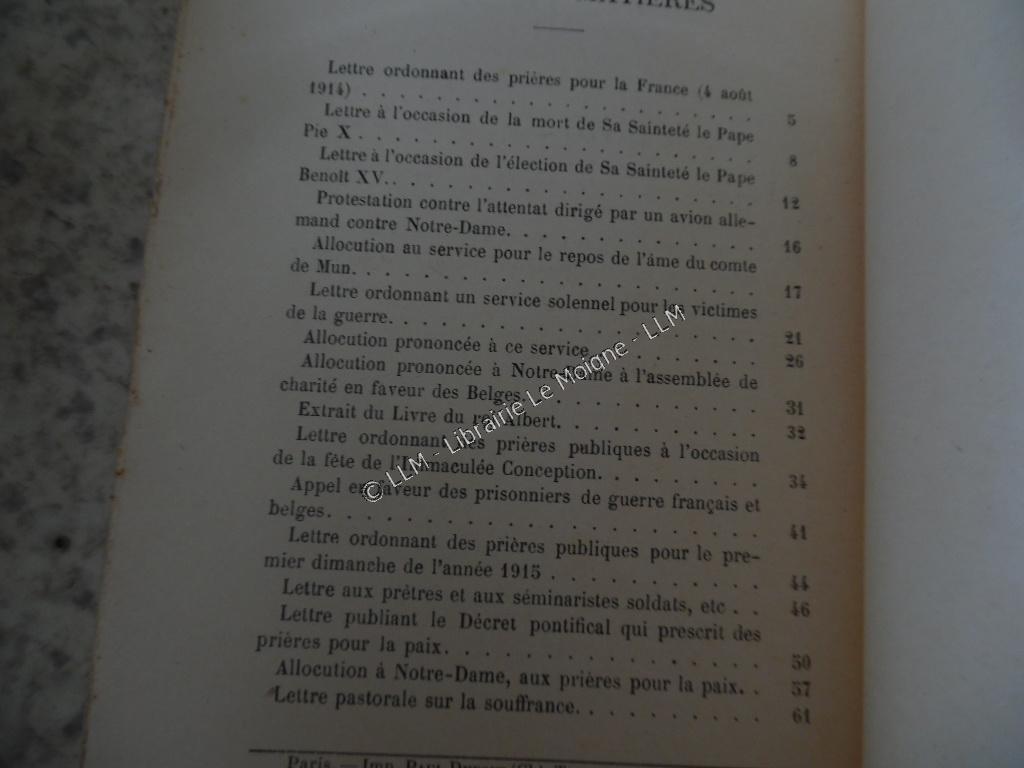 MATIÈRES
Lettre ordonnant des prières pour la France (4 août
1914) . . . . . . . . . . . . . . . . . . . 5
Lettre à l'occasion de la mort de Sa Sainteté le Pape
Pie X . . . . . . . . . . . . . . . . . . . 8
Lettre à l'occasion de l'élection de Sa Sainteté le Pape
Benoît XV. . . . . . . . . . . . . . . . . . 12
Protestation contre l'attentat dirigé par un avion alle-
mand contre Notre-Dame. . . . . . . . . . . . 16
Allocution au service pour le repos de l'âme du comte
de Mun. . . . . . . . . . . . . . . . . . . 17
Lettre ordonnant un service solennel pour les victimes
de la guerre. . . . . . . . . . . . . . . . . 21
Allocution prononcée à ce service . . . . . . . . 26
Allocution prononcée à Notre-Dame à l'assemblée de
charité en faveur des Belges. . . . . . . . . . . 31
Extrait du Livre du roi Albert. . . . . . . . . . 32
Lettre ordonnant des prières publiques à l'occasion
de la fête de l'Immaculée Conception. . . . . . . . 34
Appel en faveur des prisonniers de guerre français et
belges. . . . . . . . . . . . . . . . . . . 41
Lettre ordonnant des prières publiques pour le pre-
mier dimanche de l'année 1915 . . . . . . . . . . 44
Lettre aux prêtres et aux séminaristes soldats, etc . . 46
Lettre publiant le Décret pontifical qui prescrit des
prières pour la paix. . . . . . . . . . . . . . 50
Allocution à Notre-Dame, aux prières pour la paix. . 57
Lettre pastorale sur la souffrance. . . . . . . . . 61
Paris. — Imp. Paul
© LLM - Librairie Le Moigne - LLM